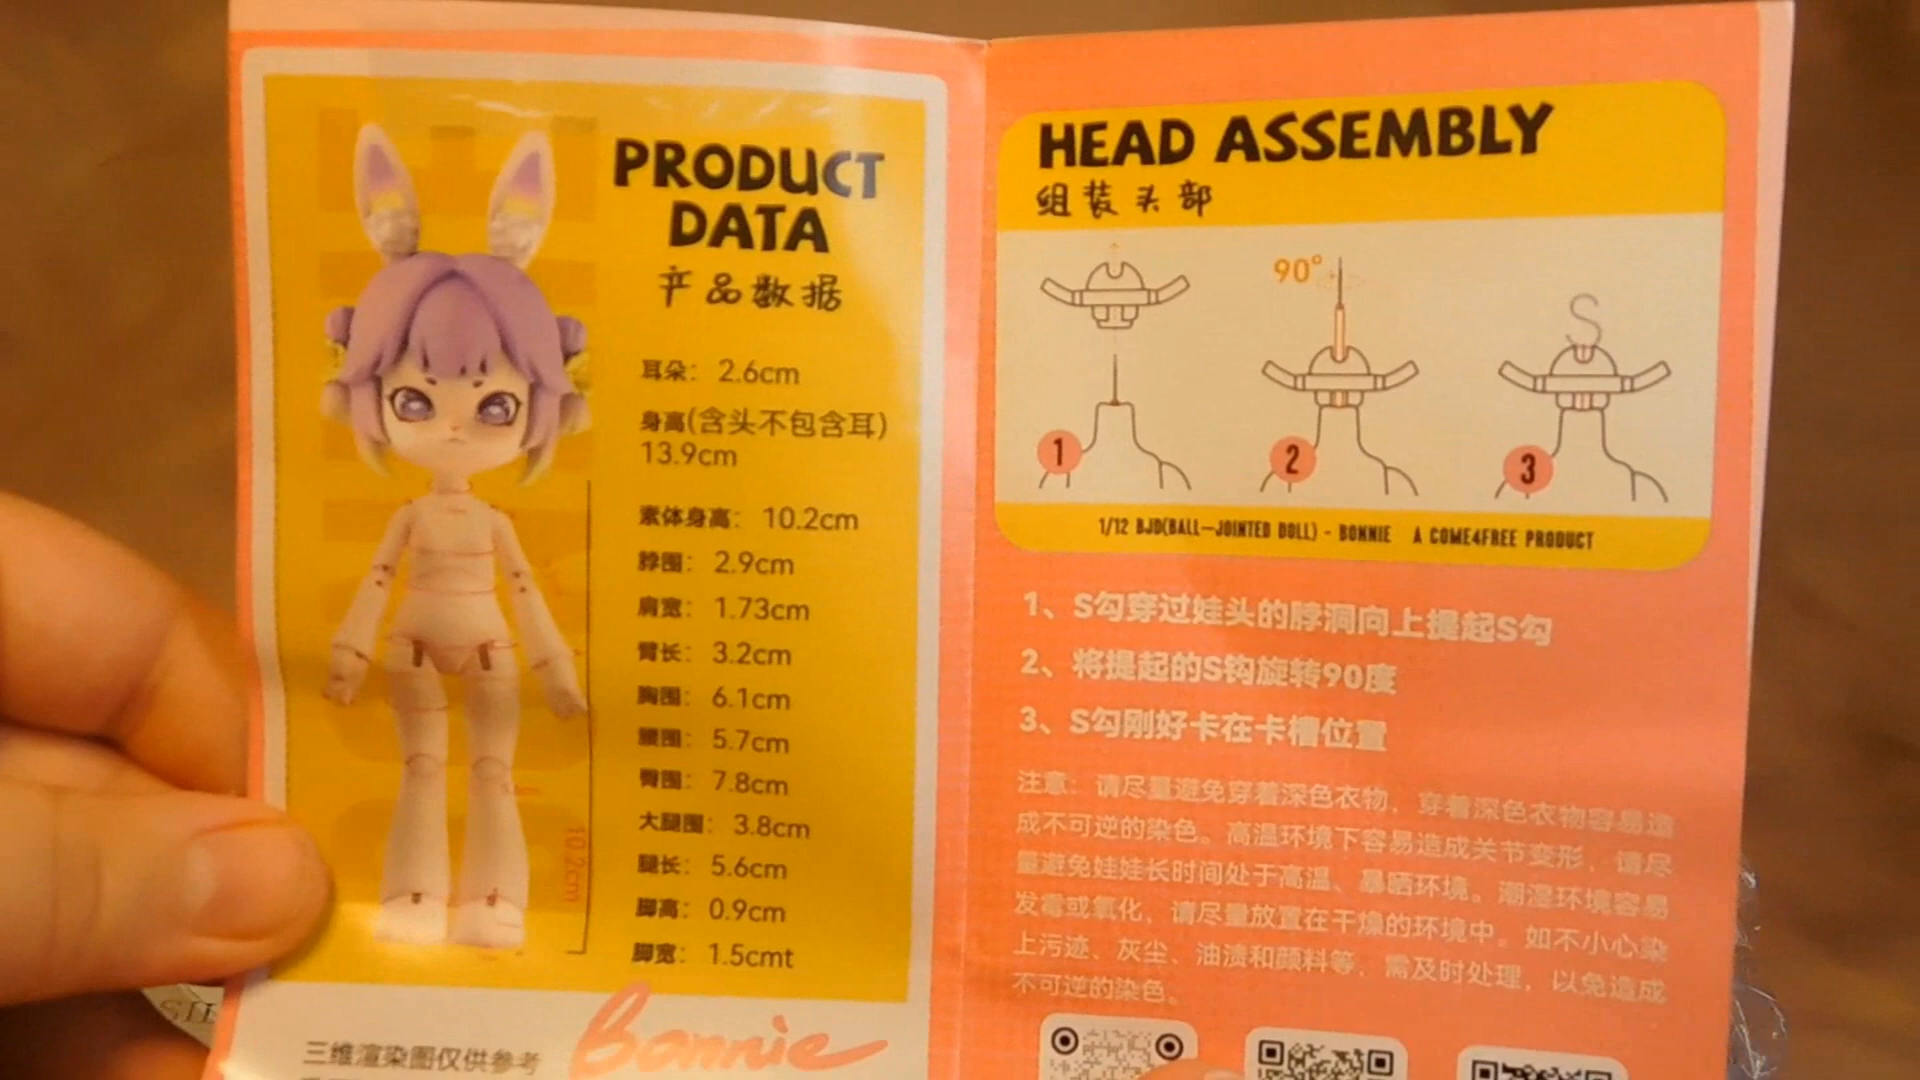 PRODUCT
DATA
产品数据
耳朵: 2.6cm
身高(含头不包含耳)
13.9cm
素体身高: 10.2cm
脖围: 2.9cm
肩宽: 1.73cm
臂长: 3.2cm
胸围: 6.1cm
腰围: 5.7cm
臀围: 7.8cm
大腿围: 3.8cm
腿长: 5.6cm
脚高: 0.9cm
脚宽: 1.5cmt
10.2cm
三维渲染图仅供参考
Bonnie
HEAD ASSEMBLY
组装头部
90°
1
2
3
1/12 BJD(BALL-JOINTED DOLL) - BONNIE A COME4FREE PRODUCT
1、S勾穿过娃头的脖洞向上提起S勾
2、将提起的S钩旋转90度
3、S勾刚好卡在卡槽位置
注意: 请尽量避免穿着深色衣物, 穿着深色衣物容易造
成不可逆的染色。高温环境下容易造成关节变形, 请尽
量避免娃娃长时间处于高温、暴晒环境。潮湿环境容易
发霉或氧化, 请尽量放置在干燥的环境中。如不小心染
上污迹、灰尘、油渍和颜料等, 需及时处理, 以免造成
不可逆的染色。